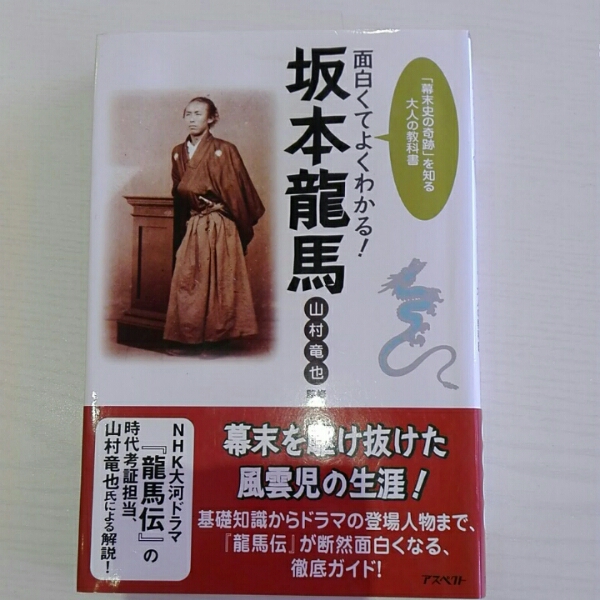 「幕末史の奇跡」を知る
大人の教科書
面白くてよくわかる!
坂本龍馬
山村竜也
監修
幕末を駆け抜けた
風雲児の生涯!
基礎知識からドラマの登場人物まで、
『龍馬伝』が断然面白くなる、
徹底ガイド!
NHK大河ドラマ
『龍馬伝』の
時代考証担当、
山村竜也氏による解説!
アスペクト